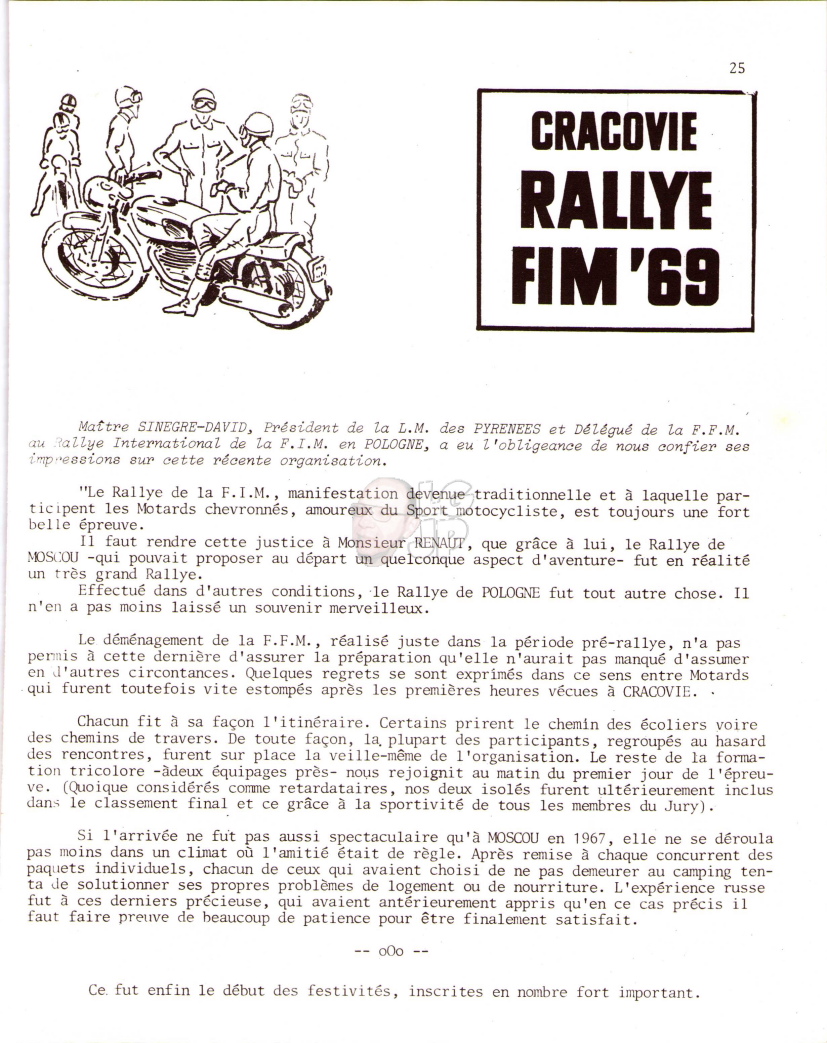 25
CRACOVIE
RALLYE
FIM '69
Maître SINEGRE-DAVID, Président de la L.M. des PYRENEES et Délégué de la F.F.M.
au Rallye International de la F.I.M. en POLOGNE, a eu l'obligeance de nous confier ses
impressions sur cette récente organisation.
"Le Rallye de la F.I.M., manifestation devenue traditionnelle et à laquelle par-
ticipent les Motards chevronnés, amoureux du Sport motocycliste, est toujours une fort
belle épreuve.
Il faut rendre cette justice à Monsieur RENAUT, que grâce à lui, le Rallye de
MOSCOU -qui pouvait proposer au départ un quelconque aspect d'aventure- fut en réalité
un très grand Rallye.
Effectué dans d'autres conditions, le Rallye de POLOGNE fut tout autre chose. Il
n'en a pas moins laissé un souvenir merveilleux.
Le déménagement de la F.F.M., réalisé juste dans la période pré-rallye, n'a pas
permis à cette dernière d'assurer la préparation qu'elle n'aurait pas manqué d'assumer
en d'autres circontances. Quelques regrets se sont exprimés dans ce sens entre Motards
qui furent toutefois vite estompés après les premières heures vécues à CRACOVIE.
Chacun fit à sa façon l'itinéraire. Certains prirent le chemin des écoliers voire
des chemins de travers. De toute façon, la plupart des participants, regroupés au hasard
des rencontres, furent sur place la veille-même de l'organisation. Le reste de la forma-
tion tricolore -àdeux équipages près- nous rejoignit au matin du premier jour de l'épreu-
ve. (Quoique considérés comme retardataires, nos deux isolés furent ultérieurement inclus
dans le classement final et ce grâce à la sportivité de tous les membres du Jury).
Si l'arrivée ne fut pas aussi spectaculaire qu'à MOSCOU en 1967, elle ne se déroula
pas moins dans un climat où l'amitié était de règle. Après remise à chaque concurrent des
paquets individuels, chacun de ceux qui avaient choisi de ne pas demeurer au camping ten-
ta de solutionner ses propres problèmes de logement ou de nourriture. L'expérience russe
fut à ces derniers précieuse, qui avaient antérieurement appris qu'en ce cas précis il
faut faire preuve de beaucoup de patience pour être finalement satisfait.
-- oOo --
Ce fut enfin le début des festivités, inscrites en nombre fort important.